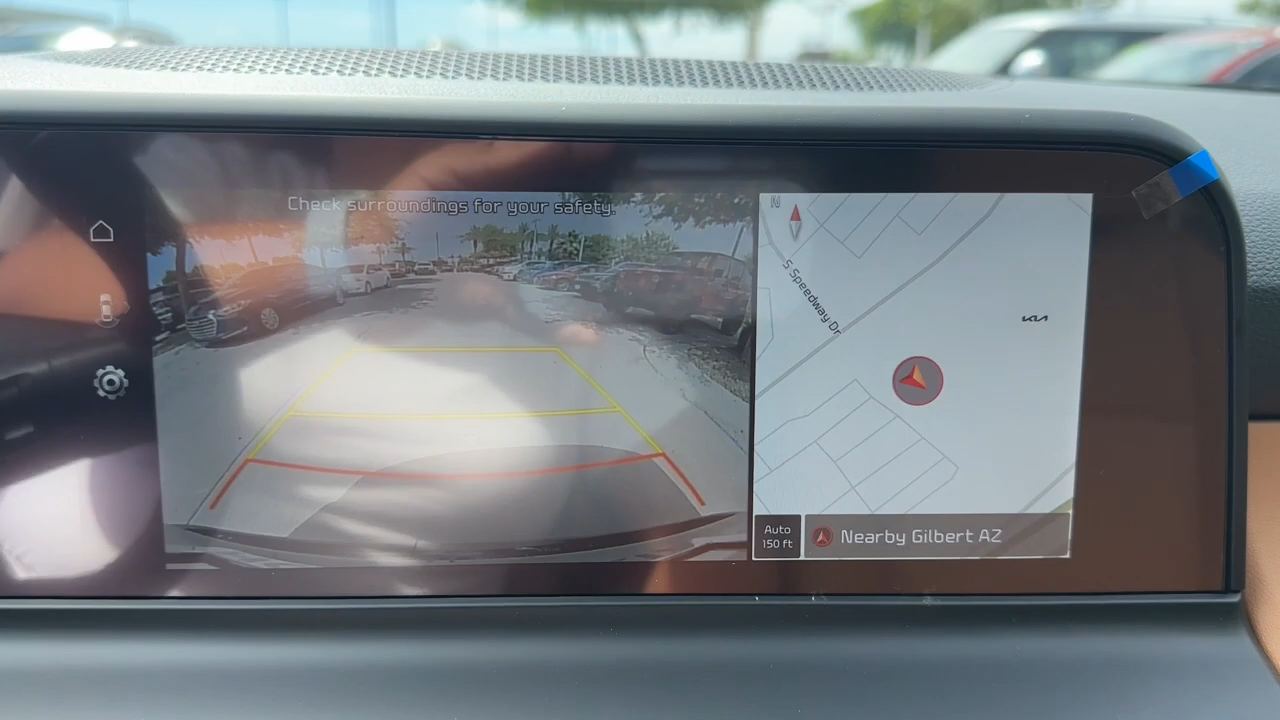 Check surroundings for your safety.
N
S Speedway Dr
KIA
Auto
150 ft
Nearby Gilbert AZ